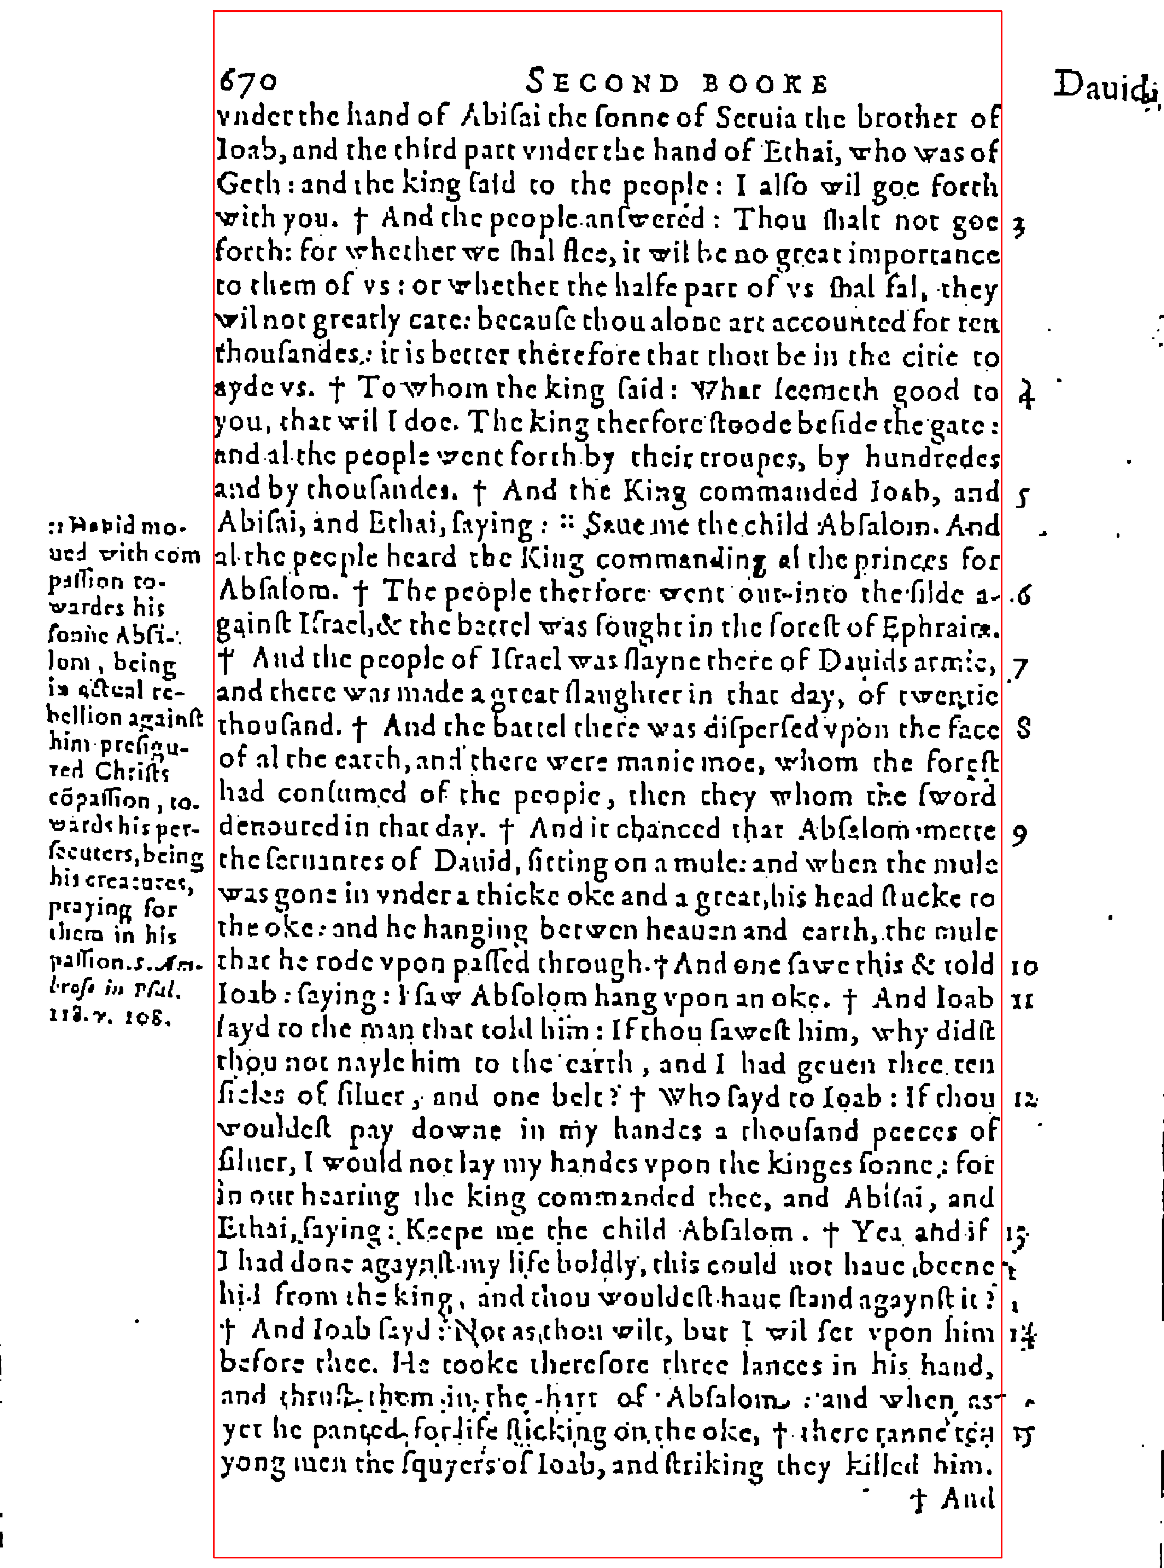 670 SECOND BOOKE Dauid
vnder the hand of Abiſai the ſonne of Seruia the brother of
Ioab, and the third part vnder the hand of Ethai, who was of
Geth: and the king ſaid to the people: I alſo wil goe forth
with you. † And the people anſwered: Thou ſhalt not goe 3
forth: for whether we ſhal flee, it wil be no great importance
to them of vs: or whether the halfe part of vs ſhal fal, they
wil not greatly care: becauſe thou alone art accounted for ten
thouſandes: it is better therefore that thou be in the citie to
ayde vs. † To whom the king ſaid: What ſeemeth good to 4
you, that wil I doe. The king therfore ſtoode beſide the gate:
and al the people went forth by their troupes, by hundredes
and by thouſandes. † And the King commanded Ioab, and 5
Abiſai, and Ethai, ſaying: :: Saue me the child Abſalom. And
al the people heard the King commanding al the princes for
Abſalom. † The people therfore went out into the filde a- 6
gainſt Iſrael, & the battel was fought in the foreſt of Ephraim.
† And the people of Iſrael was ſlayne there of Dauids armie, 7
and there was made a great ſlaughter in that day, of twentie
thouſand. † And the battel there was diſperſed vpon the face 8
of al the earth, and there were manie moe, whom the foreſt
had conſumed of the people, then they whom the ſword
deuoured in that day. † And it chanced that Abſalom mette 9
the ſeruantes of Dauid, ſitting on a mule: and when the mule
was gone in vnder a thicke oke and a great, his head ſtucke to
the oke: and he hanging betwen heauen and earth, the mule
that he rode vpon paſſed through. † And one ſawe this & told 10
Ioab: ſaying: I ſaw Abſolom hang vpon an oke. † And Ioab 11
ſayd to the man that told him: If thou ſaweſt him, why didſt
thou not nayle him to the earth, and I had geuen thee ten
ſicles of ſiluer, and one belt? † Who ſayd to Ioab: If thou 12
wouldeſt pay downe in my handes a thouſand peeces of
ſiluer, I would not lay my handes vpon the kinges ſonne: for
in our hearing the king commanded thee, and Abiſai, and
Ethai, ſaying: Keepe me the child Abſalom. † Yea and if 13
I had done agaynſt my life boldly, this could not haue beene
hid from the king, and thou wouldeſt haue ſtand agaynſt it?
† And Ioab ſayd: Not as thou wilt, but I wil ſet vpon him 14
before thee. He tooke therefore three lances in his hand,
and thruſt them in the hart of Abſalom: and when as
yet he panted for life ſticking on the oke, † there ranne ten 15
yong men the ſquyers of Ioab, and ſtriking they killed him.
† And
:: Dauid mo-
ued with com
paſſion to-
wardes his
ſonne Abſa-
lom, being
in actual re-
bellion againſt
him prefigu-
red Chriſts
cõpaſſion, to-
wards his per-
ſecuters, being
his creatures,
praying for
them in his
paſſion. S. Am-
broſe in Pſal.
118. v. 108.